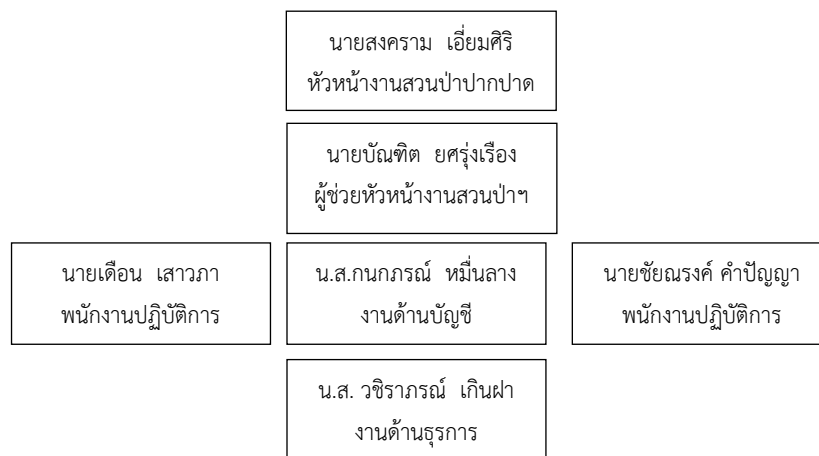 นายสงคราม เอี่ยมศิริ
หัวหน้างานสวนป่าปากปาด
นายบัณฑิต ยศรุ่งเรือง
ผู้ช่วยหัวหน้างานสวนป่าฯ
นายเดือน เสาวภา
พนักงานปฏิบัติการ
น.ส.กนกภรณ์ หมื่นลาง
งานด้านบัญชี
นายชัยณรงค์ คำปัญญา
พนักงานปฏิบัติการ
น.ส. วชิราภรณ์ เกินฝา
งานด้านธุรการ